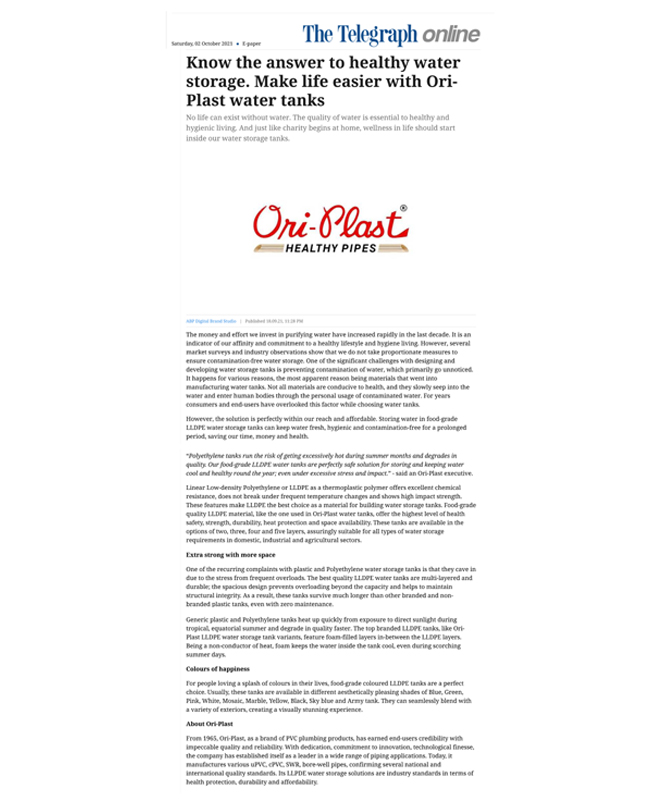 The Telegraph online
Saturday, 02 October 2023 • E-paper
Know the answer to healthy water
storage. Make life easier with Ori-
Plast water tanks
No life can exist without water. The quality of water is essential to healthy and
hygienic living. And just like charity begins at home, wellness in life should start
inside our water storage tanks.
Ori-Plast®
HEALTHY PIPES
ABP Digital Brand Studio | Published 18.09.23, 11:28 PM
The money and effort we invest in purifying water have increased rapidly in the last decade. It is an
indicator of our affinity and commitment to a healthy lifestyle and hygiene living. However, several
market surveys and industry observations show that we do not take proportionate measures to
ensure contamination-free water storage. One of the significant challenges with designing and
developing water storage tanks is preventing contamination of water, which primarily go unnoticed.
It happens for various reasons, the most apparent reason being materials that went into
manufacturing water tanks. Not all materials are conducive to health, and they slowly seep into the
water and enter human bodies through the personal usage of contaminated water. For years
consumers and end-users have overlooked this factor while choosing water tanks.
However, the solution is perfectly within our reach and affordable. Storing water in food-grade
LLDPE water storage tanks can keep water fresh, hygienic and contamination-free for a prolonged
period, saving our time, money and health.
"Polyethylene tanks run the risk of geting excessively hot during summer months and degrades in
quality. Our food-grade LLDPE water tanks are perfectly safe solution for storing and keeping water
cool and healthy round the year; even under excessive stress and impact." - said an Ori-Plast executive.
Linear Low-density Polyethylene or LLDPE as a thermoplastic polymer offers excellent chemical
resistance, does not break under frequent temperature changes and shows high impact strength.
These features make LLDPE the best choice as a material for building water storage tanks. Food-grade
quality LLDPE material, like the one used in Ori-Plast water tanks, offer the highest level of health
safety, strength, durability, heat protection and space availability. These tanks are available in the
options of two, three, four and five layers, assuringly suitable for all types of water storage
requirements in domestic, industrial and agricultural sectors.
Extra strong with more space
One of the recurring complaints with plastic and Polyethylene water storage tanks is that they cave in
due to the stress from frequent overloads. The best quality LLDPE water tanks are multi-layered and
durable; the spacious design prevents overloading beyond the capacity and helps to maintain
structural integrity. As a result, these tanks survive much longer than other branded and non-
branded plastic tanks, even with zero maintenance.
Generic plastic and Polyethylene tanks heat up quickly from exposure to direct sunlight during
tropical, equatorial summer and degrade in quality faster. The top branded LLDPE tanks, like Ori-
Plast LLDPE water storage tank variants, feature foam-filled layers in-between the LLDPE layers.
Being a non-conductor of heat, foam keeps the water inside the tank cool, even during scorching
summer days.
Colours of happiness
For people loving a splash of colours in their lives, food-grade coloured LLDPE tanks are a perfect
choice. Usually, these tanks are available in different aesthetically pleasing shades of Blue, Green,
Pink, White, Mosaic, Marble, Yellow, Black, Sky blue and Army tank. They can seamlessly blend with
a variety of exteriors, creating a visually stunning experience.
About Ori-Plast
From 1965, Ori-Plast, as a brand of PVC plumbing products, has earned end-users credibility with
impeccable quality and reliability. With dedication, commitment to innovation, technological finesse,
the company has established itself as a leader in a wide range of piping applications. Today, it
manufactures various uPVC, cPVC, SWR, bore-well pipes, confirming several national and
international quality standards. Its LLPDE water storage solutions are industry standards in terms of
health protection, durability and affordability.